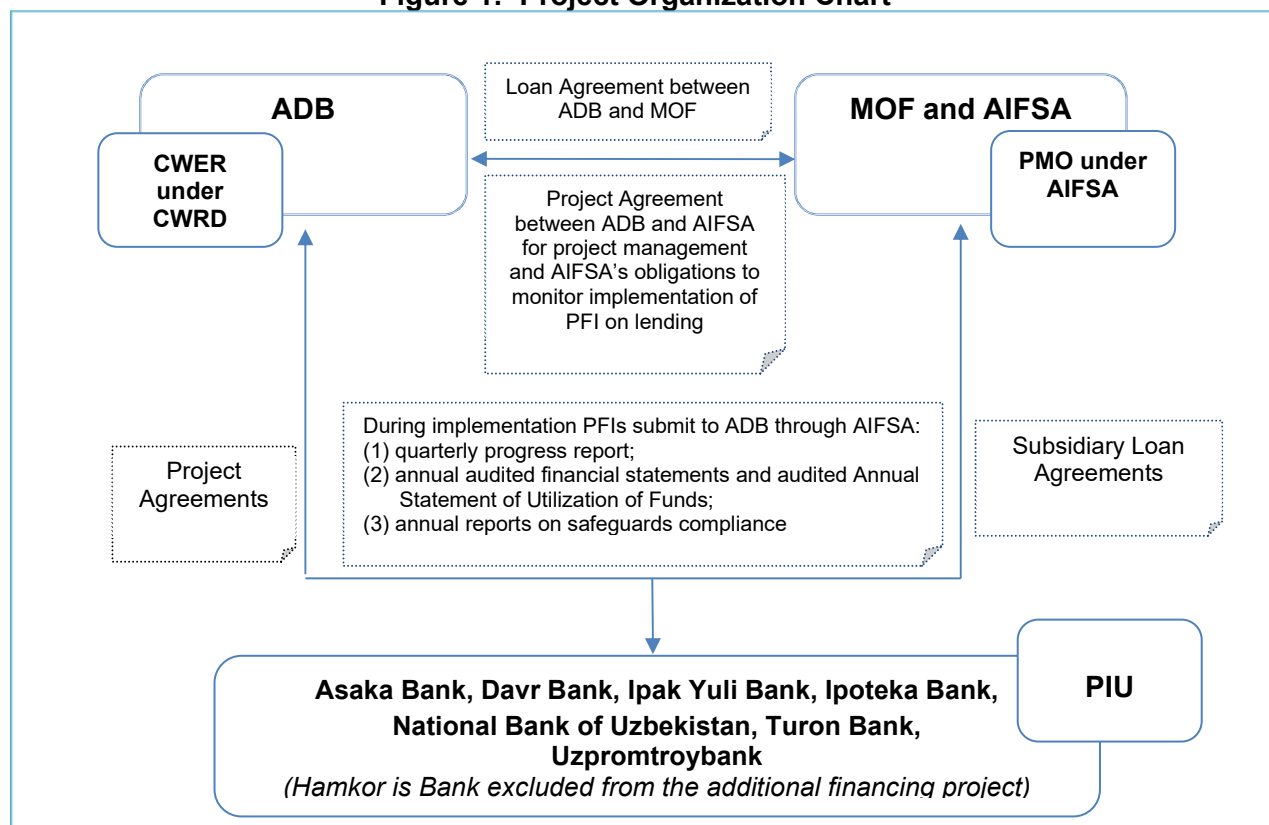 Figure 1: Project Organization Chart
ADB
CWER
under
CWRD
Loan Agreement between
ADB and MOF
MOF and AIFSA
PMO under
AIFSA
Project Agreement
between ADB and AIFSA
for project management
and AIFSA’s obligations to
monitor implementation of
PFI on lending
Project
Agreements
During implementation PFIs submit to ADB through AIFSA:
(1) quarterly progress report;
(2) annual audited financial statements and audited Annual
Statement of Utilization of Funds;
(3) annual reports on safeguards compliance
Subsidiary Loan
Agreements
PIU
Asaka Bank, Davr Bank, Ipak Yuli Bank, Ipoteka Bank,
National Bank of Uzbekistan, Turon Bank,
Uzpromtroybank
(Hamkor is Bank excluded from the additional financing project)